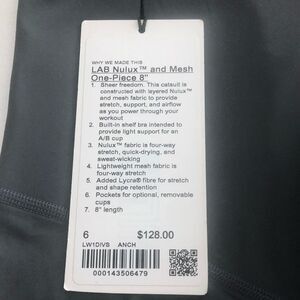 WHY WE MADE THIS
LAB Nulux™ and Mesh
One-Piece 8"
1. Sheer freedom. This catsuit is
constructed with layered Nulux™
and mesh fabric to provide
stretch, support, and airflow
as you power through your
workout
2. Built-in shelf bra intended to
provide light support for an
A/B cup
3. Nulux™ fabric is four-way
stretch, quick-drying, and
sweat-wicking
4. Lightweight mesh fabric is
four-way stretch
5. Added Lycra® fibre for stretch
and shape retention
6. Pockets for optional, removable
cups
7. 8" length
6 $128.00
LW1DIVS ANCH
000143506479